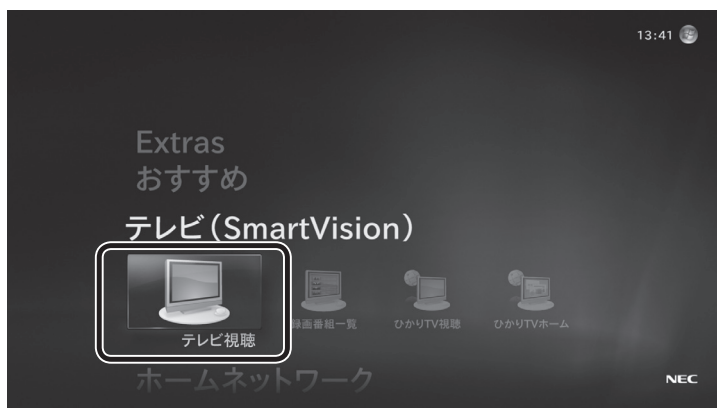 13:41
Extras
おすすめ
テレビ（SmartVision）
テレビ視聴
録画番組一覧
ひかりTV視聴
ひかりTVホーム
ホームネットワーク
NEC